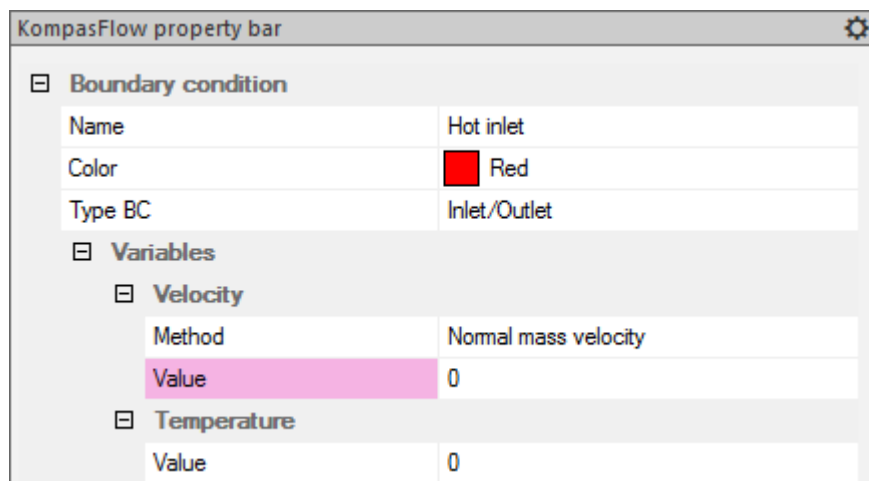 KompasFlow property bar
Boundary condition
Name Hot inlet
Color Red
Type BC Inlet/Outlet
Variables
Velocity
Method Normal mass velocity
Value 0
Temperature
Value 0